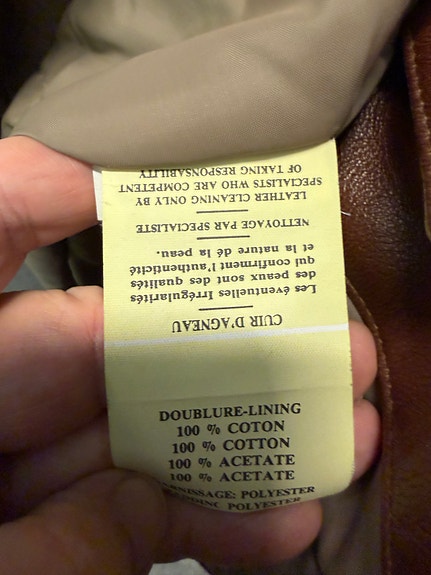 CUIR D'AGNEAU
Les éventuelles Irrégularités
des peaux sont des qualités
qui confirment l'authenticité
et la nature dé la peau.
NETTOYAGE PAR SPECIALISTE
LEATHER CLEANING ONLY BY
SPECIALISTS WHO ARE COMPETENT
OF TAKING RESPONSABILITY
DOUBLURE-LINING
100 % COTON
100 % COTTON
100 % ACETATE
100 % ACETATE
POLYESTER
POLYESTER